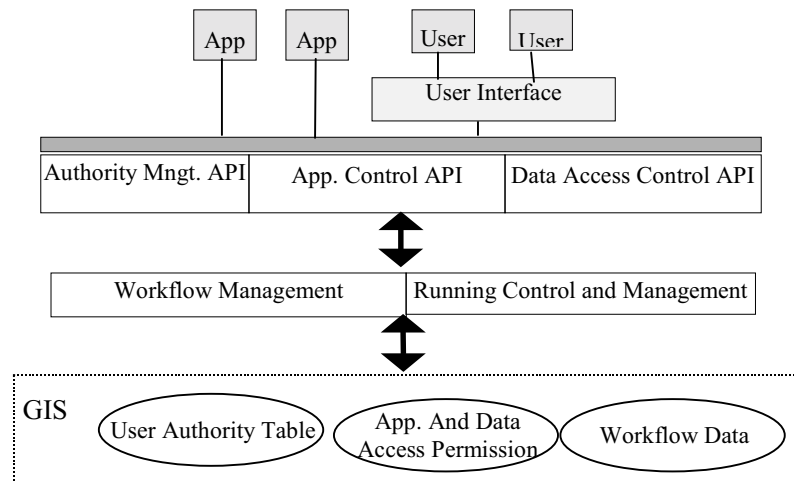 App
App
User
User
User Interface
Authority Mngt. API
App. Control API
Data Access Control API
Workflow Management
Running Control and Management
GIS
User Authority Table
App. And Data
Access Permission
Workflow Data